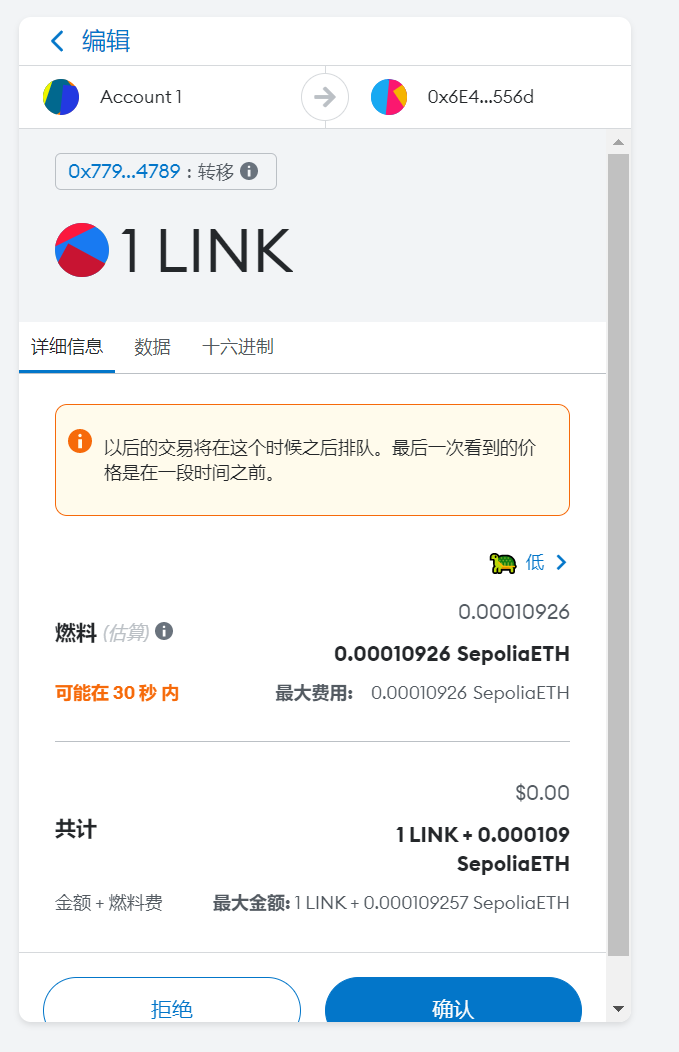 编辑
Account 1
0x6E4...556d
0x779...4789 : 转移
1 LINK
详细信息 数据 十六进制
以后的交易将在这个时候之后排队。最后一次看到的价
格是在一段时间之前。
低
0.00010926
燃料 (估算)
0.00010926 SepoliaETH
可能在 30 秒 内 最大费用: 0.00010926 SepoliaETH
$0.00
共计
1 LINK + 0.000109
SepoliaETH
金额 + 燃料费 最大金额: 1 LINK + 0.000109257 SepoliaETH
拒绝 确认